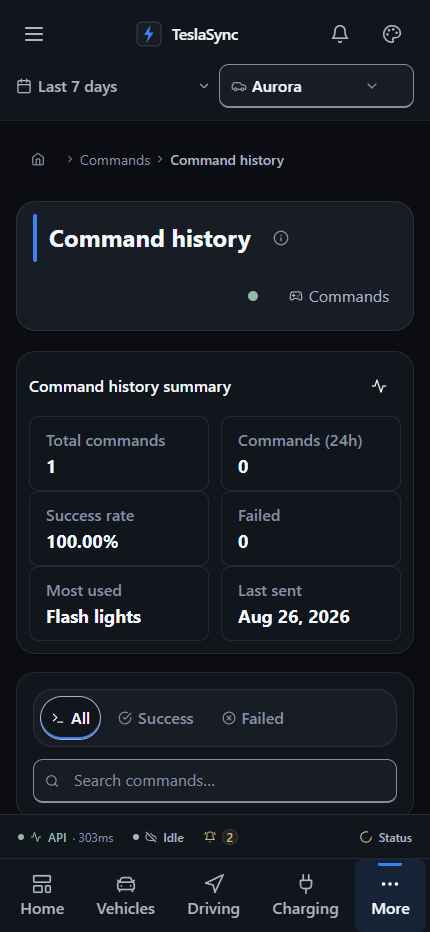 TeslaSync
Last 7 days
Aurora
Commands
Command history
Command history
Commands
Command history summary
Total commands
1
Commands (24h)
0
Success rate
100.00%
Failed
0
Most used
Flash lights
Last sent
Aug 26, 2026
All
Success
Failed
Search commands...
API · 303ms
Idle
2
Status
Home
Vehicles
Driving
Charging
More